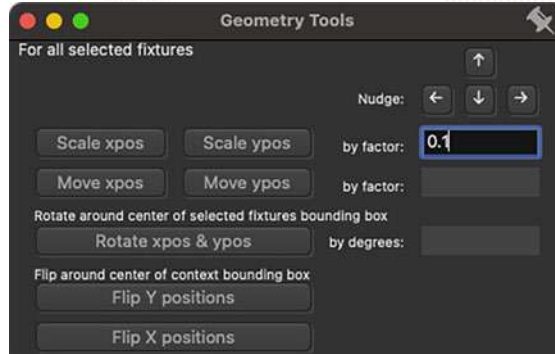 Geometry Tools
For all selected fixtures
↑
Nudge: ← ↓ →
Scale xpos Scale ypos by factor: 0.1
Move xpos Move ypos by factor:
Rotate around center of selected fixtures bounding box
Rotate xpos & ypos by degrees:
Flip around center of context bounding box
Flip Y positions
Flip X positions